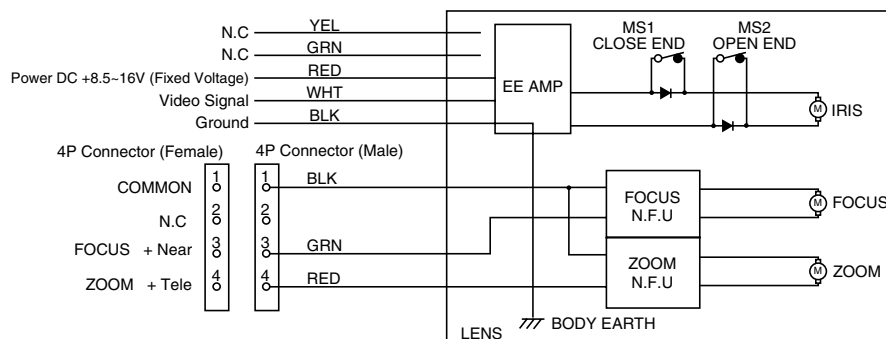 N.C YEL
N.C GRN
Power DC +8.5~16V (Fixed Voltage) RED
Video Signal WHT
Ground BLK
EE AMP
MS1
CLOSE END
MS2
OPEN END
M IRIS
4P Connector (Female) 4P Connector (Male)
COMMON 1 1 BLK
N.C 2 2
FOCUS + Near 3 3 GRN
ZOOM + Tele 4 4 RED
FOCUS
N.F.U
M FOCUS
ZOOM
N.F.U
M ZOOM
BODY EARTH
LENS